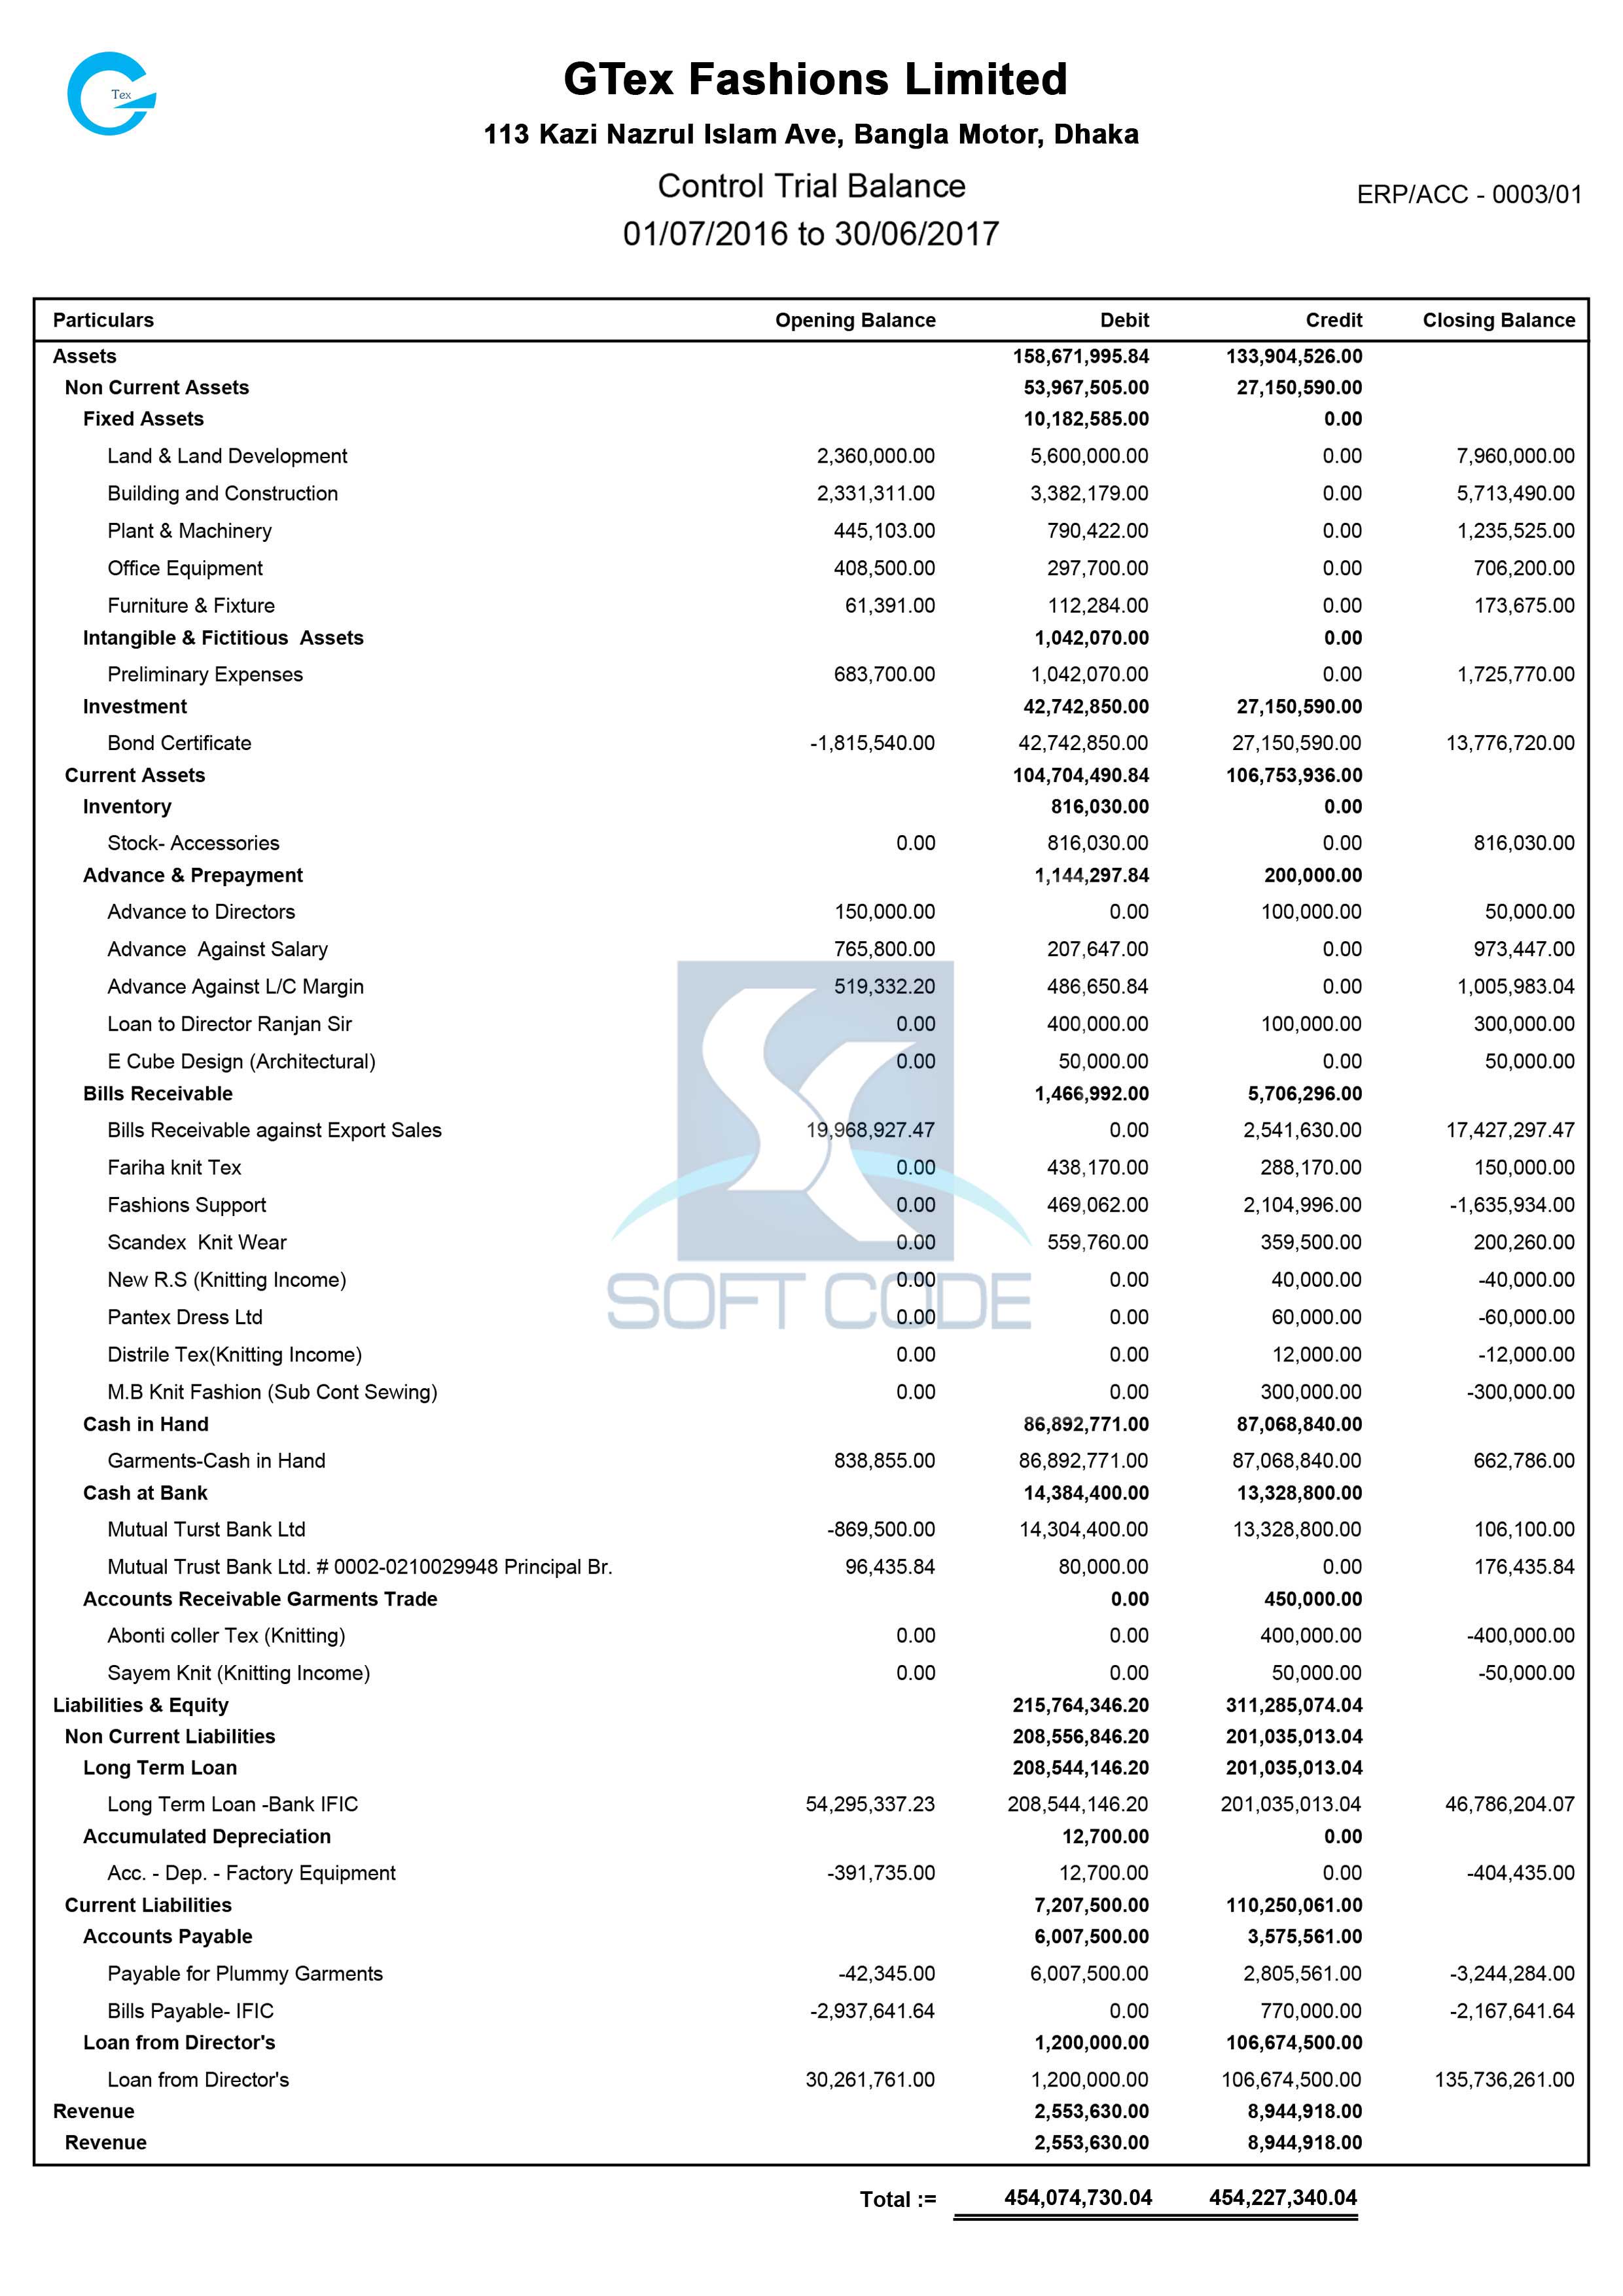 Tex
GTex Fashions Limited
113 Kazi Nazrul Islam Ave, Bangla Motor, Dhaka
Control Trial Balance
ERP/ACC - 0003/01
01/07/2016 to 30/06/2017
Particulars Opening Balance Debit Credit Closing Balance
Assets 158,671,995.84 133,904,526.00
Non Current Assets 53,967,505.00 27,150,590.00
Fixed Assets 10,182,585.00 0.00
Land & Land Development 2,360,000.00 5,600,000.00 0.00 7,960,000.00
Building and Construction 2,331,311.00 3,382,179.00 0.00 5,713,490.00
Plant & Machinery 445,103.00 790,422.00 0.00 1,235,525.00
Office Equipment 408,500.00 297,700.00 0.00 706,200.00
Furniture & Fixture 61,391.00 112,284.00 0.00 173,675.00
Intangible & Fictitious Assets 1,042,070.00 0.00
Preliminary Expenses 683,700.00 1,042,070.00 0.00 1,725,770.00
Investment 42,742,850.00 27,150,590.00
Bond Certificate -1,815,540.00 42,742,850.00 27,150,590.00 13,776,720.00
Current Assets 104,704,490.84 106,753,936.00
Inventory 816,030.00 0.00
Stock- Accessories 0.00 816,030.00 0.00 816,030.00
Advance & Prepayment 1,144,297.84 200,000.00
Advance to Directors 150,000.00 0.00 100,000.00 50,000.00
Advance Against Salary 765,800.00 207,647.00 0.00 973,447.00
Advance Against L/C Margin 519,332.20 486,650.84 0.00 1,005,983.04
Loan to Director Ranjan Sir 0.00 400,000.00 100,000.00 300,000.00
E Cube Design (Architectural) 0.00 50,000.00 0.00 50,000.00
Bills Receivable 1,466,992.00 5,706,296.00
Bills Receivable against Export Sales 19,968,927.47 0.00 2,541,630.00 17,427,297.47
Fariha knit Tex 0.00 438,170.00 288,170.00 150,000.00
Fashions Support 0.00 469,062.00 2,104,996.00 -1,635,934.00
Scandex Knit Wear 0.00 559,760.00 359,500.00 200,260.00
New R.S (Knitting Income) 0.00 0.00 40,000.00 -40,000.00
Pantex Dress Ltd 0.00 0.00 60,000.00 -60,000.00
SOFT CODE
Distrile Tex(Knitting Income) 0.00 0.00 12,000.00 -12,000.00
M.B Knit Fashion (Sub Cont Sewing) 0.00 0.00 300,000.00 -300,000.00
Cash in Hand 86,892,771.00 87,068,840.00
Garments-Cash in Hand 838,855.00 86,892,771.00 87,068,840.00 662,786.00
Cash at Bank 14,384,400.00 13,328,800.00
Mutual Turst Bank Ltd -869,500.00 14,304,400.00 13,328,800.00 106,100.00
Mutual Trust Bank Ltd. # 0002-0210029948 Principal Br. 96,435.84 80,000.00 0.00 176,435.84
Accounts Receivable Garments Trade 0.00 450,000.00
Abonti coller Tex (Knitting) 0.00 0.00 400,000.00 -400,000.00
Sayem Knit (Knitting Income) 0.00 0.00 50,000.00 -50,000.00
Liabilities & Equity 215,764,346.20 311,285,074.04
Non Current Liabilities 208,556,846.20 201,035,013.04
Long Term Loan 208,544,146.20 201,035,013.04
Long Term Loan -Bank IFIC 54,295,337.23 208,544,146.20 201,035,013.04 46,786,204.07
Accumulated Depreciation 12,700.00 0.00
Acc. - Dep. - Factory Equipment -391,735.00 12,700.00 0.00 -404,435.00
Current Liabilities 7,207,500.00 110,250,061.00
Accounts Payable 6,007,500.00 3,575,561.00
Payable for Plummy Garments -42,345.00 6,007,500.00 2,805,561.00 -3,244,284.00
Bills Payable- IFIC -2,937,641.64 0.00 770,000.00 -2,167,641.64
Loan from Director's 1,200,000.00 106,674,500.00
Loan from Director's 30,261,761.00 1,200,000.00 106,674,500.00 135,736,261.00
Revenue 2,553,630.00 8,944,918.00
Revenue 2,553,630.00 8,944,918.00
Total := 454,074,730.04 454,227,340.04